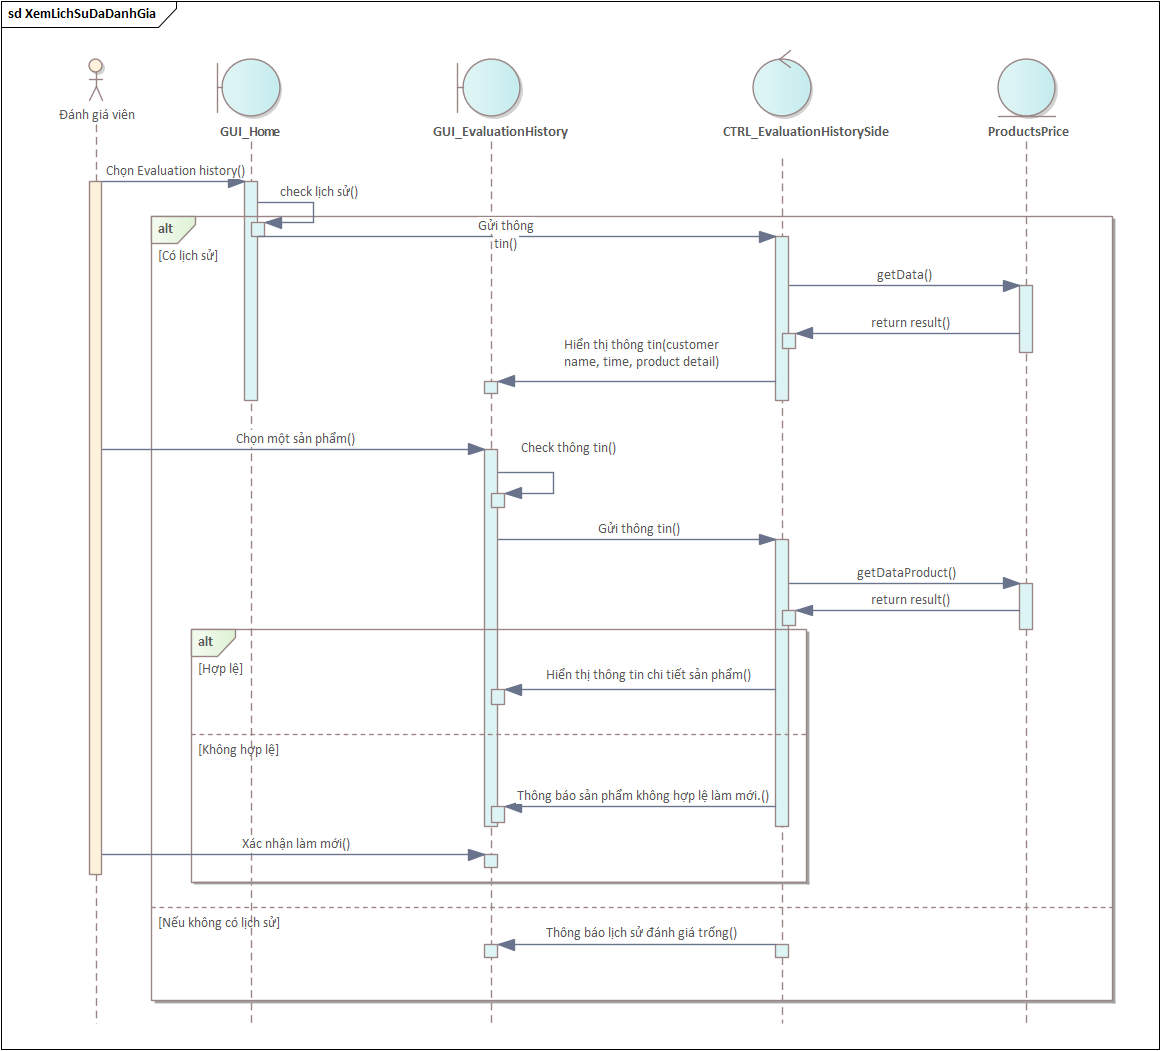 sd XemLichSuDaDanhGia
Đánh giá viên
GUI_Home
GUI_EvaluationHistory
CTRL_EvaluationHistorySide
ProductsPrice
Chọn Evaluation history()
check lịch sử()
alt
[Có lịch sử]
Gửi thông
tin()
getData()
return result()
Hiển thị thông tin(customer
name, time, product detail)
Chọn một sản phẩm()
Check thông tin()
Gửi thông tin()
getDataProduct()
return result()
alt
[Hợp lệ]
Hiển thị thông tin chi tiết sản phẩm()
[Không hợp lệ]
Thông báo sản phẩm không hợp lệ làm mới.()
Xác nhận làm mới()
[Nếu không có lịch sử]
Thông báo lịch sử đánh giá trống()